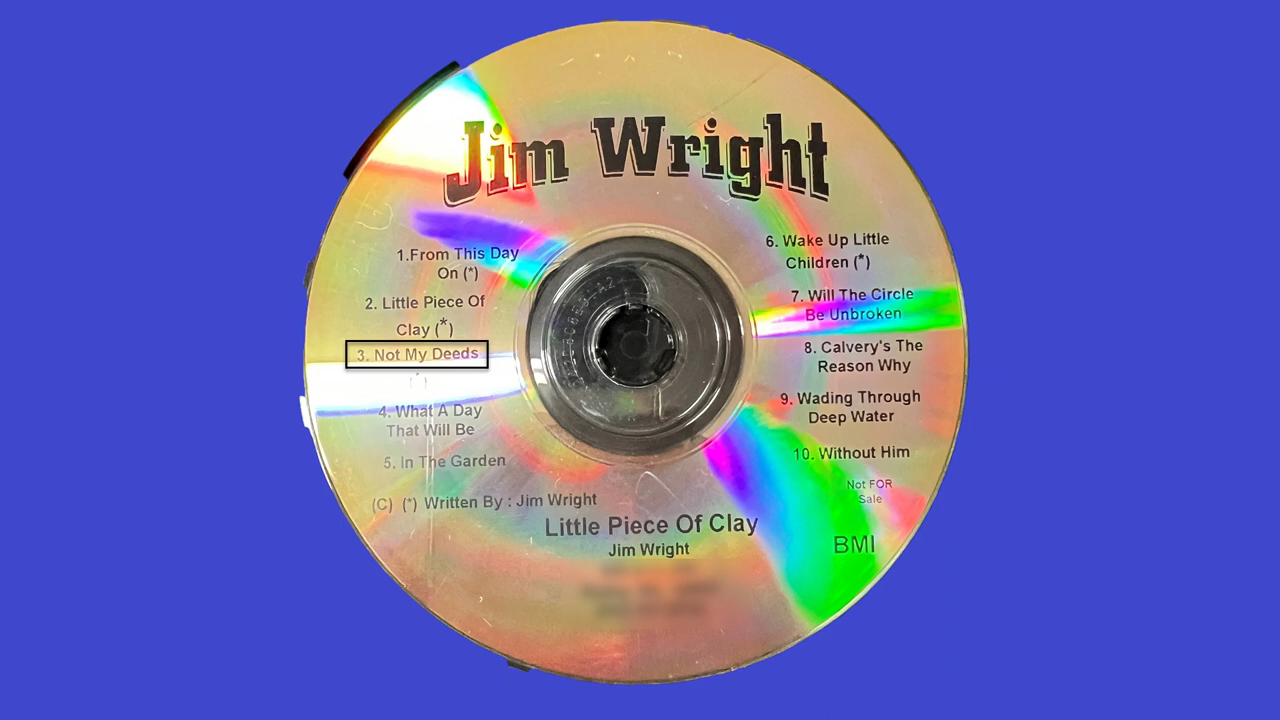 Jim Wright
1.From This Day
On (*)
2. Little Piece Of
Clay (*)
3. Not My Deeds
4. What A Day
That Will Be
5. In The Garden
6. Wake Up Little
Children (*)
7. Will The Circle
Be Unbroken
8. Calvery's The
Reason Why
9. Wading Through
Deep Water
10. Without Him
Not FOR
Sale
(C) (*) Written By : Jim Wright
Little Piece Of Clay
Jim Wright
BMI